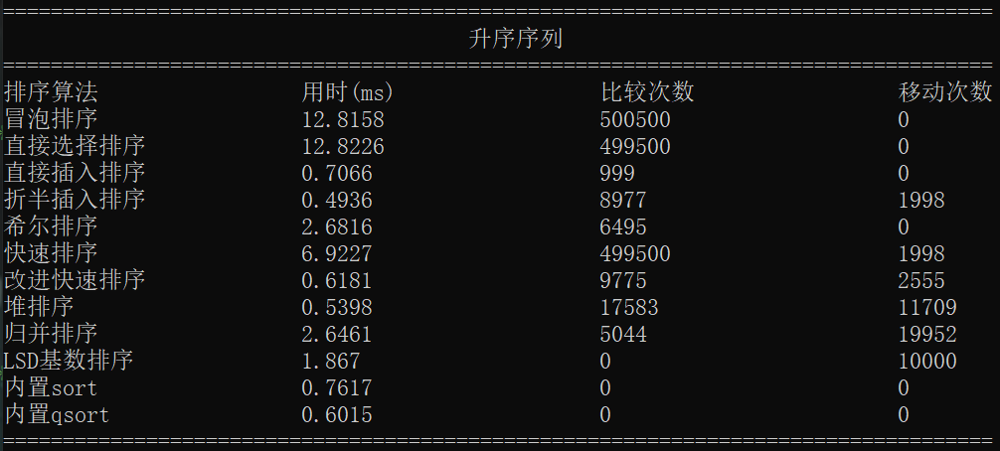 升序序列
排序算法 用时(ms) 比较次数 移动次数
冒泡排序 12.8158 500500 0
直接选择排序 12.8226 499500 0
直接插入排序 0.7066 999 0
折半插入排序 0.4936 8977 1998
希尔排序 2.6816 6495 0
快速排序 6.9227 499500 1998
改进快速排序 0.6181 9775 2555
堆排序 0.5398 17583 11709
归并排序 2.6461 5044 19952
LSD基数排序 1.867 0 10000
内置sort 0.7617 0 0
内置qsort 0.6015 0 0